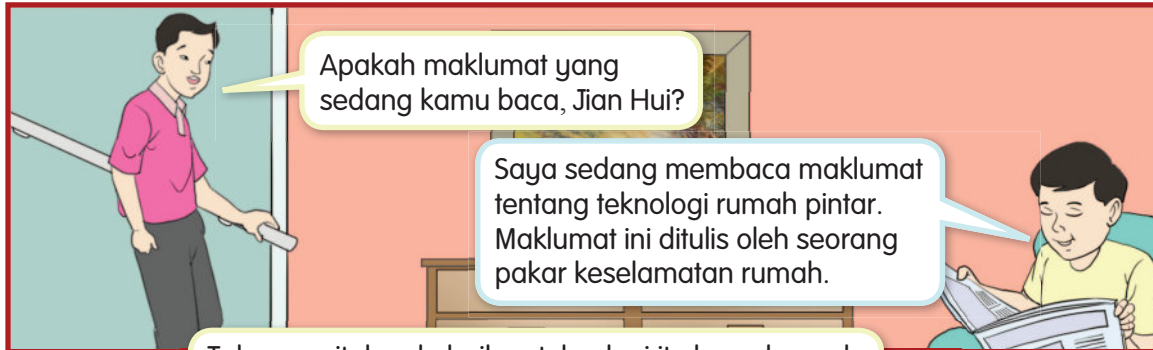 Apakah maklumat yang
sedang kamu baca, Jian Hui?
Saya sedang membaca maklumat
tentang teknologi rumah pintar.
Maklumat ini ditulis oleh seorang
pakar keselamatan rumah.